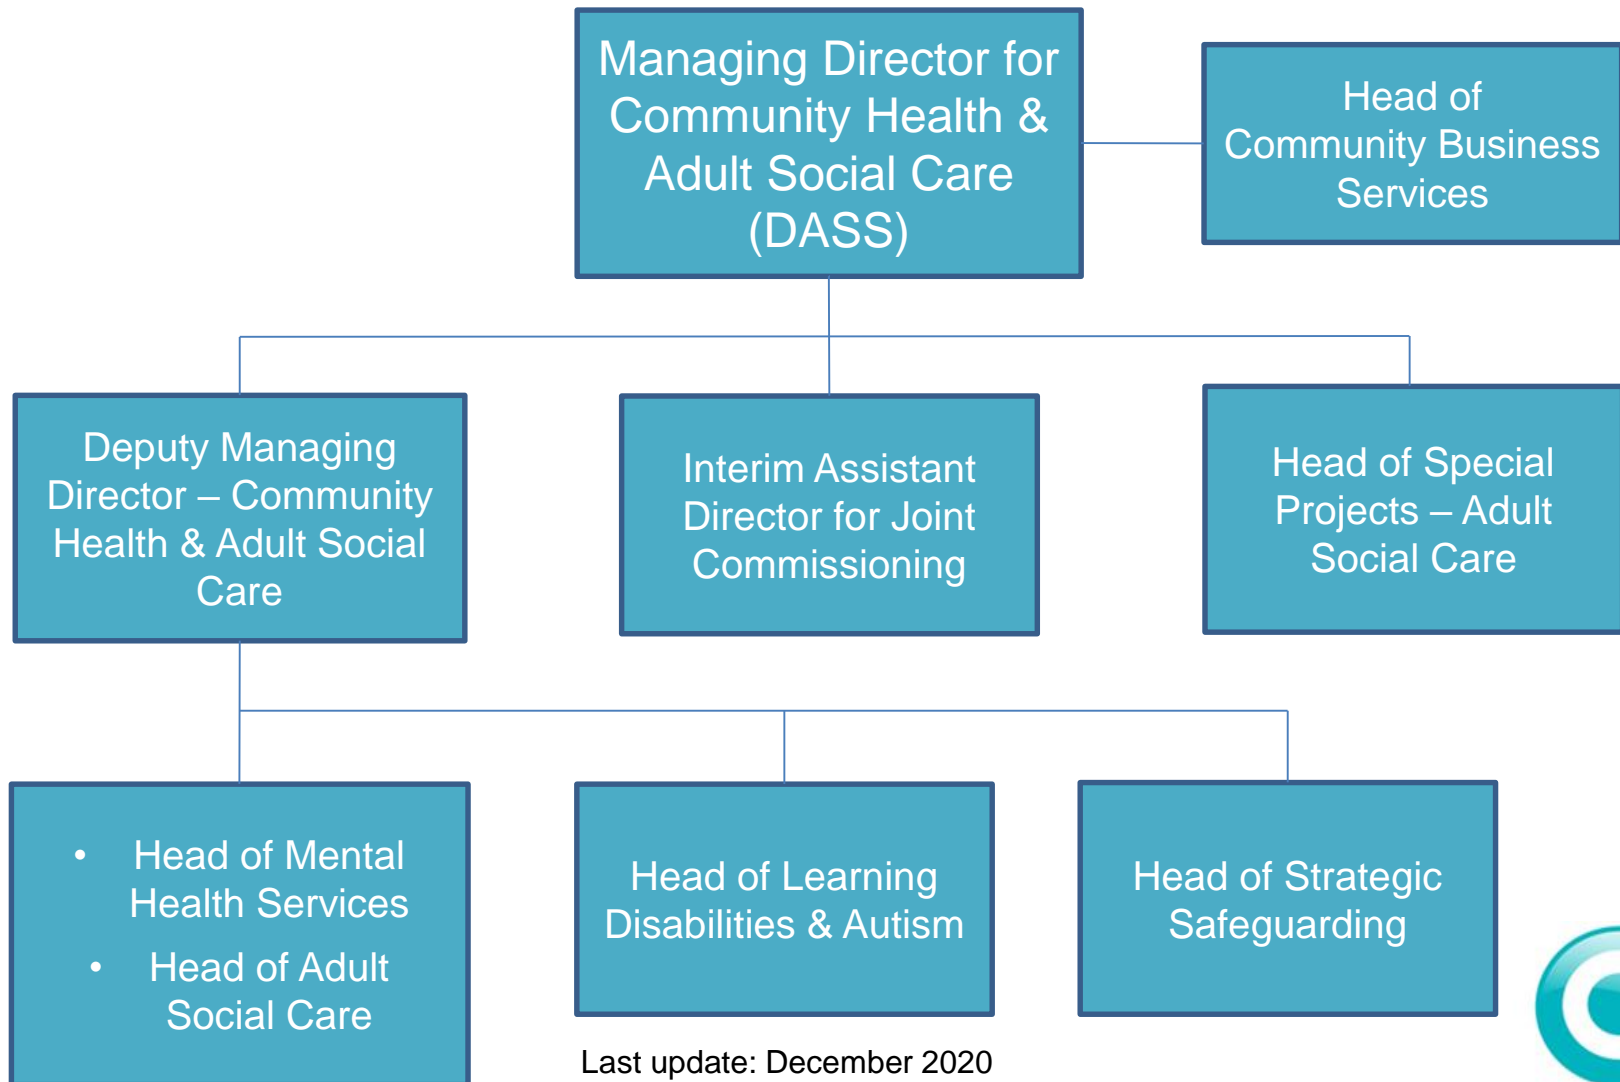 Managing Director for
Community Health &
Adult Social Care
(DASS)
Head of
Community Business
Services
Deputy Managing
Director – Community
Health & Adult Social
Care
Interim Assistant
Director for Joint
Commissioning
Head of Special
Projects – Adult
Social Care
• Head of Mental
Health Services
• Head of Adult
Social Care
Head of Learning
Disabilities & Autism
Head of Strategic
Safeguarding
Last update: December 2020